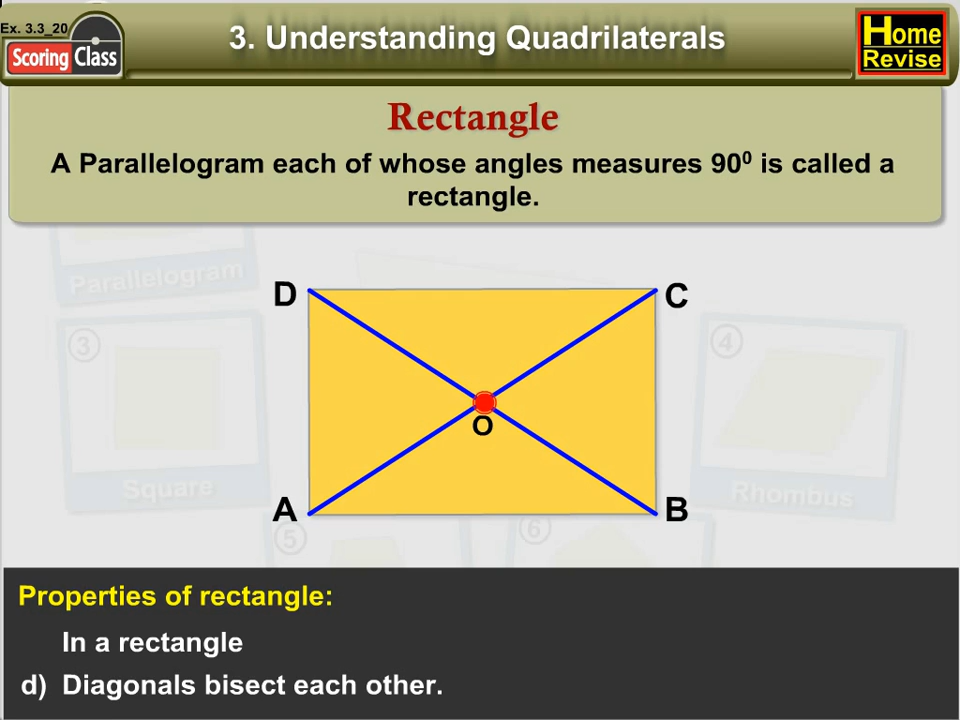 Ex. 3.3_20
Scoring Class
3. Understanding Quadrilaterals
Home
Revise
Rectangle
A Parallelogram each of whose angles measures 90⁰ is called a
rectangle.
Parallelogram
D
C
3
4
O
Square
Rhombus
A
B
5
6
Properties of rectangle:
In a rectangle
d) Diagonals bisect each other.